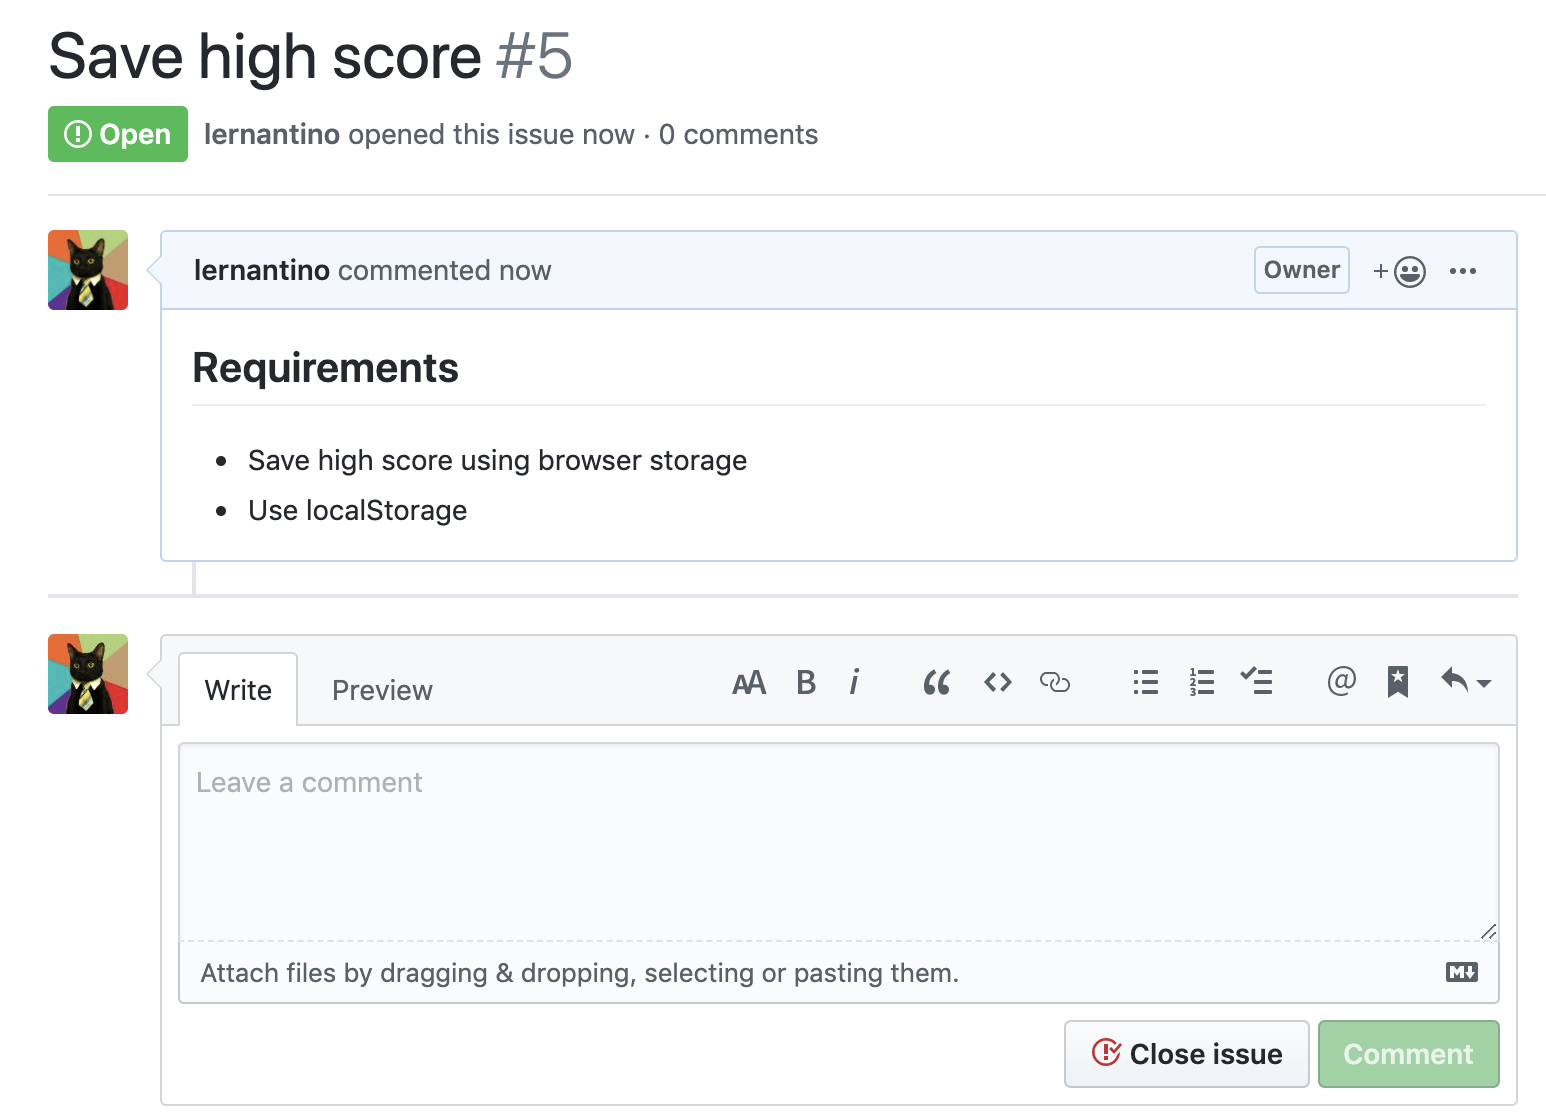 Save high score #5
Open lernantino opened this issue now · 0 comments
lernantino commented now Owner
Requirements
• Save high score using browser storage
• Use localStorage
Write Preview AA B i
Leave a comment
Attach files by dragging & dropping, selecting or pasting them.
Close issue Comment